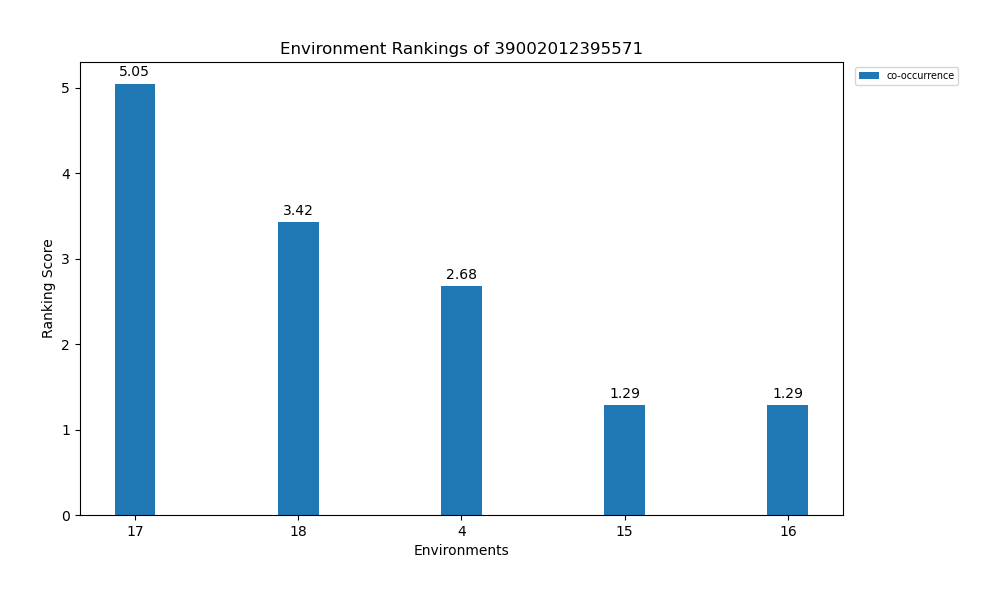 Environment Rankings of 39002012395571
co-occurrence
Ranking Score
5
4
3
2
1
0
5.05
3.42
2.68
1.29
1.29
17 18 4 15 16
Environments